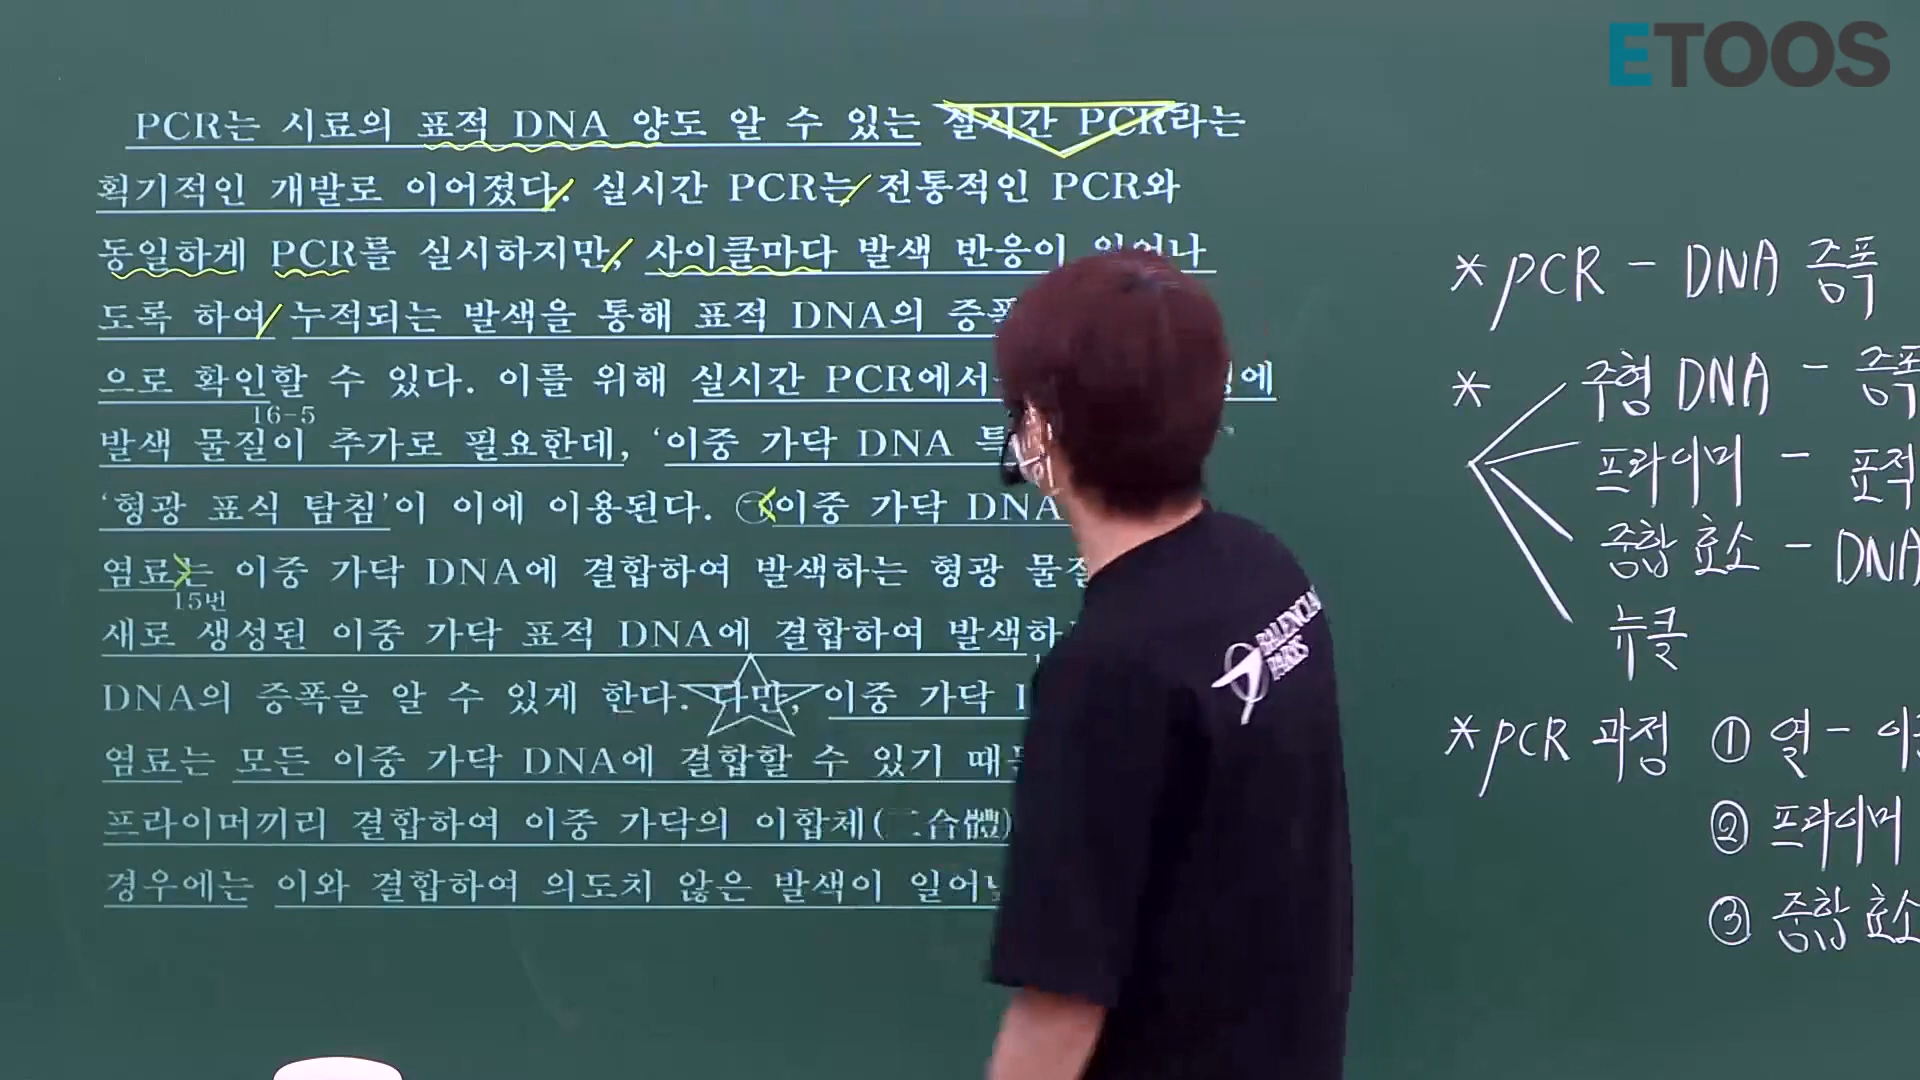 ETOOS
PCR는 시료의 표적 DNA 양도 알 수 있는 실시간 PCR라는
획기적인 개발로 이어졌다. 실시간 PCR는 전통적인 PCR와
동일하게 PCR를 실시하지만, 사이클마다 발색 반응이 일어나
도록 하여 누적되는 발색을 통해 표적 DNA의 증폭
으로 확인할 수 있다. 이를 위해 실시간 PCR에서
16-5
발색 물질이 추가로 필요한데, ‘이중 가닥 DNA 특
‘형광 표식 탐침’이 이에 이용된다. ㉠이중 가닥 DNA
염료는 이중 가닥 DNA에 결합하여 발색하는 형광 물질
15번
새로 생성된 이중 가닥 표적 DNA에 결합하여 발색하
DNA의 증폭을 알 수 있게 한다. 다만, 이중 가닥
염료는 모든 이중 가닥 DNA에 결합할 수 있기 때문
프라이머끼리 결합하여 이중 가닥의 이합체(二合體)
경우에는 이와 결합하여 의도치 않은 발색이 일어
* PCR - DNA 증폭
* 주형 DNA - 증폭
프라이머 - 표적
중합 효소 - DNA
뉴클
* PCR 과정 ① 열 -
② 프라이머
③ 중합 효소
BALENCIAGA
PARIS